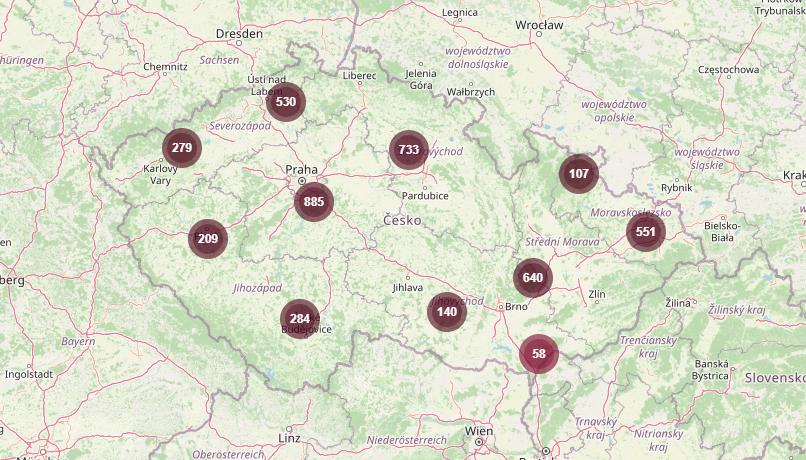 Legnica
Wrocław
Trybunalsk
Dresden
Chemnitz
Sachsen
województwo
dolnośląskie
Jelenia
Góra
Częstochowa
Liberec
Ústí nad
Labem
Wałbrzych
530
województwo
opolskie
Severozápad
279
733
województwo
śląskie
Karlovy
Vary
Praha
107
Rybnik
Pardubice
885
Česko
Moravskoslezsko
551
Bielsko-
Biała
209
Střední Morava
640
Jihozápad
Jihlava
Brno
Zlín
Žilina
Žilinský kraj
140
284
Budějovice
Bayern
58
Trenčiansky
kraj
Banská
Bystrica
Ingolstadt
Slovensko
Trnavský
kraj
Nitriansky
kraj
Linz
Niederösterreich
Wien
Oberösterreich